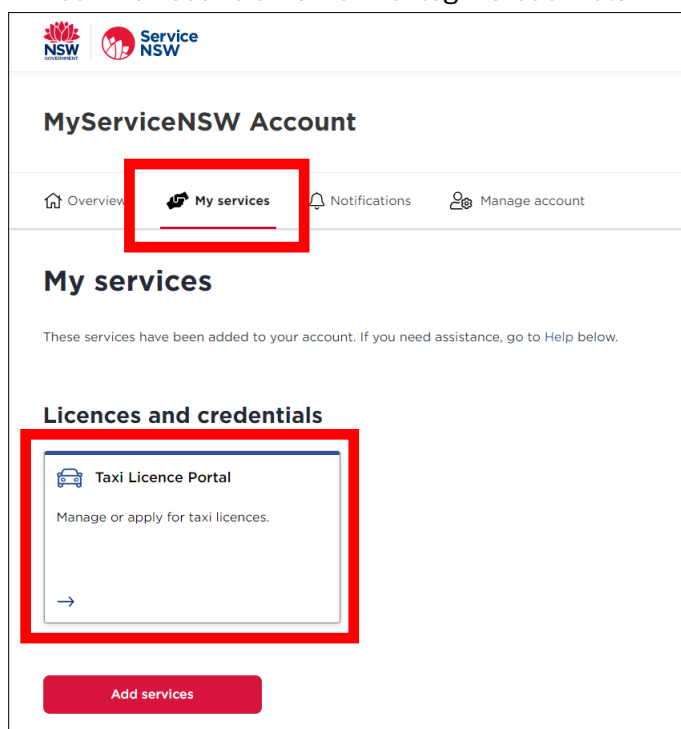 NSW
GOVERNMENT
Service
NSW
MyServiceNSW Account
Overview My services Notifications Manage account
My services
These services have been added to your account. If you need assistance, go to Help below.
Licences and credentials
Taxi Licence Portal
Manage or apply for taxi licences.
Add services